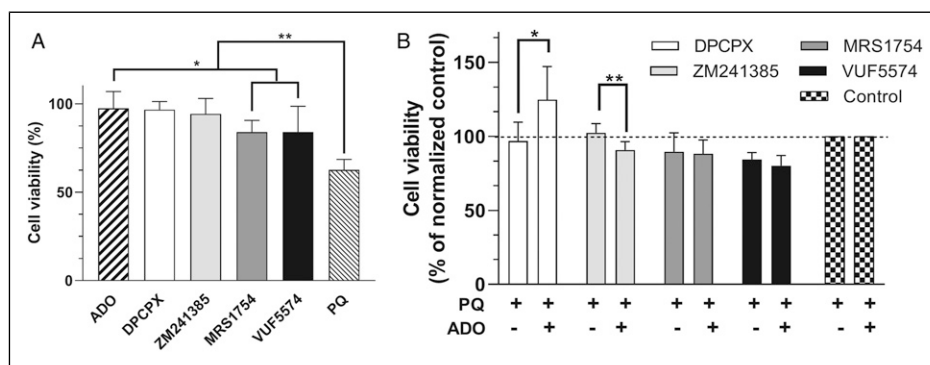 A
Cell viability (%)
100
50
0
*
**
ADO
DPCPX
ZM241385
MRS1754
VUF5574
PQ
B
Cell viability
(% of normalized control)
150
100
50
0
*
**
DPCPX
ZM241385
MRS1754
VUF5574
Control
PQ + + + + + + + + + +
ADO - + - + - + - + - +